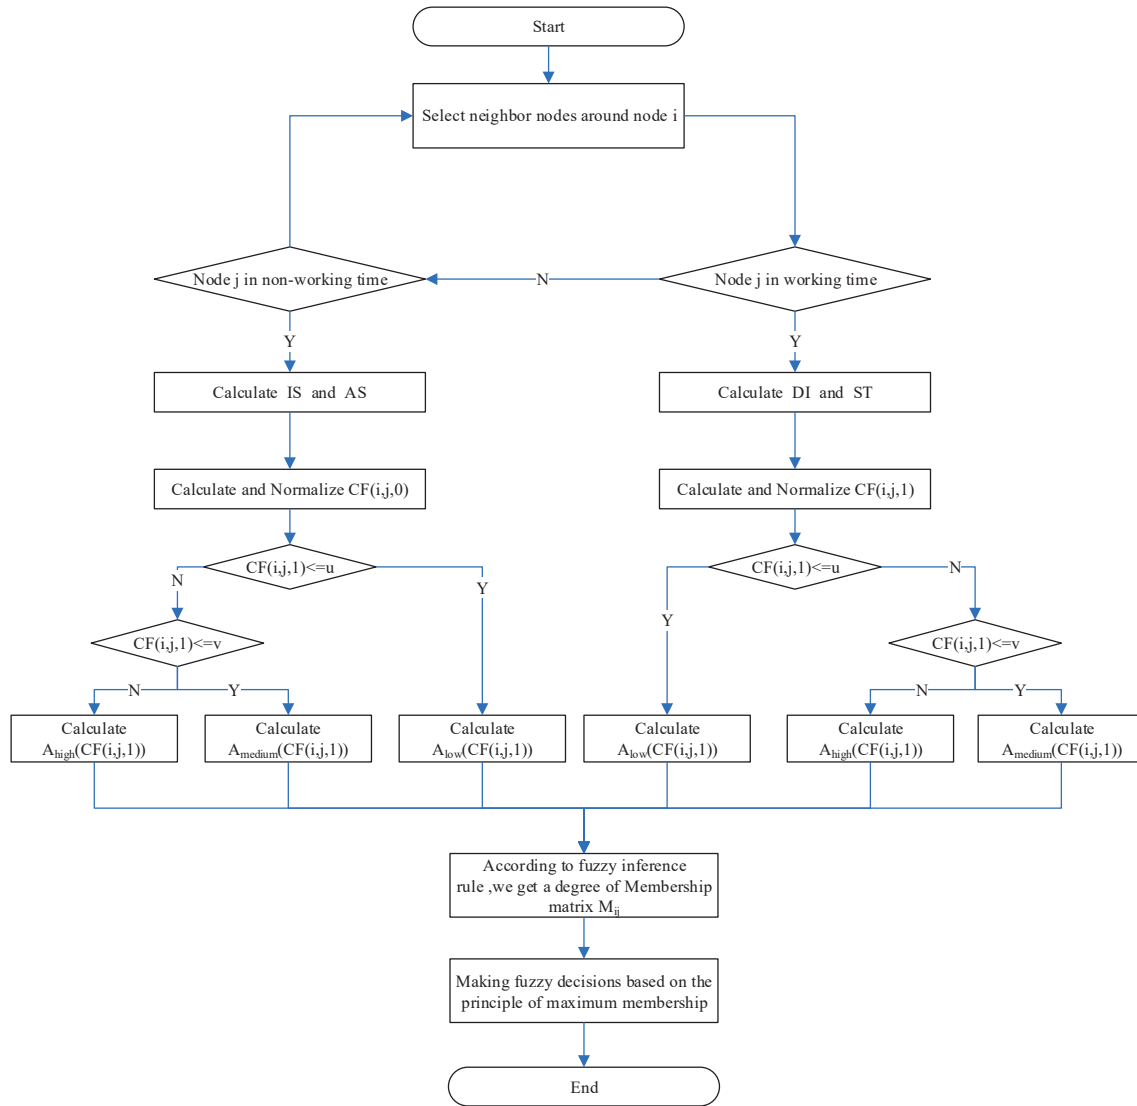 Start
Select neighbor nodes around node i
Node j in non-working time
N
Node j in working time
Y
Y
Calculate IS and AS
Calculate DI and ST
Calculate and Normalize CF(i,j,0)
Calculate and Normalize CF(i,j,1)
CF(i,j,1)<=u
CF(i,j,1)<=u
N
Y
Y
N
CF(i,j,1)<=v
CF(i,j,1)<=v
N
Y
N
Y
Calculate
Ahigh(CF(i,j,1))
Calculate
Amedium(CF(i,j,1))
Calculate
Alow(CF(i,j,1))
Calculate
Alow(CF(i,j,1))
Calculate
Ahigh(CF(i,j,1))
Calculate
Amedium(CF(i,j,1))
According to fuzzy inference
rule ,we get a degree of Membership
matrix Mij
Making fuzzy decisions based on the
principle of maximum membership
End